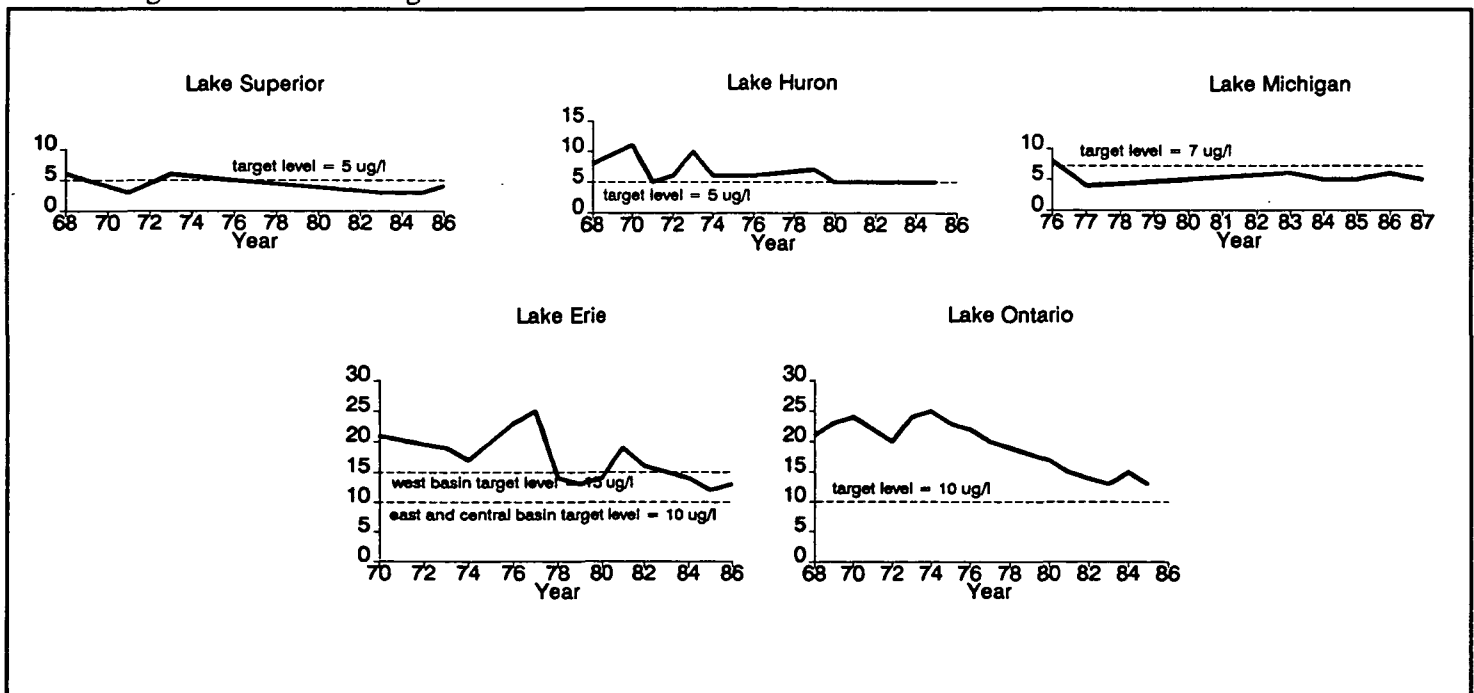 Lake Superior
10
5
0
target level = 5 ug/l
68 70 72 74 76 78 80 82 84 86
Year
Lake Huron
15
10
5
0
target level = 5 ug/l
68 70 72 74 76 78 80 82 84 86
Year
Lake Michigan
10
5
0
target level = 7 ug/l
76 77 78 79 80 81 82 83 84 85 86 87
Year
Lake Erie
30
25
20
15
10
5
0
west basin target level = 15 ug/l
east and central basin target level = 10 ug/l
70 72 74 76 78 80 82 84 86
Year
Lake Ontario
30
25
20
15
10
5
0
target level = 10 ug/l
68 70 72 74 76 78 80 82 84 86
Year